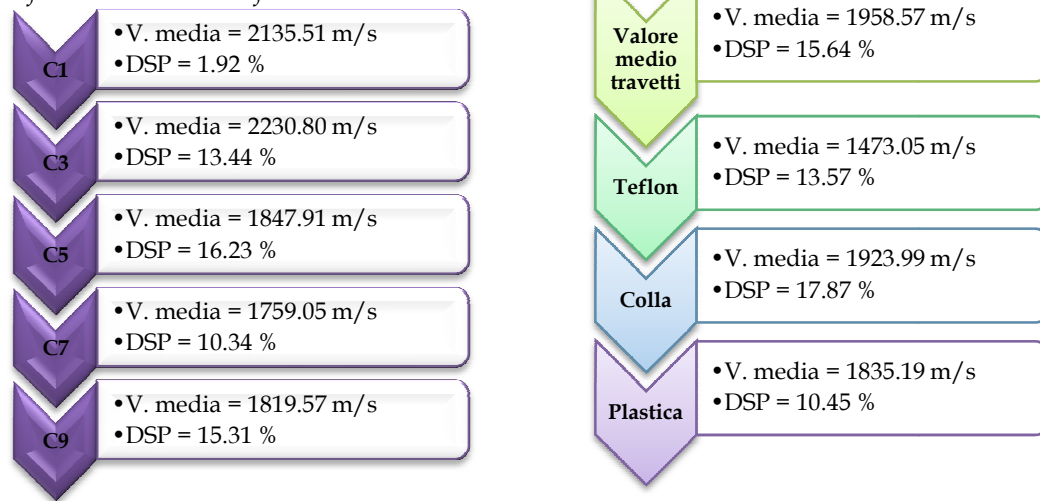 C1
•V. media = 2135.51 m/s
•DSP = 1.92 %
C3
•V. media = 2230.80 m/s
•DSP = 13.44 %
C5
•V. media = 1847.91 m/s
•DSP = 16.23 %
C7
•V. media = 1759.05 m/s
•DSP = 10.34 %
C9
•V. media = 1819.57 m/s
•DSP = 15.31 %
Valore
medio
travetti
•V. media = 1958.57 m/s
•DSP = 15.64 %
Teflon
•V. media = 1473.05 m/s
•DSP = 13.57 %
Colla
•V. media = 1923.99 m/s
•DSP = 17.87 %
Plastica
•V. media = 1835.19 m/s
•DSP = 10.45 %